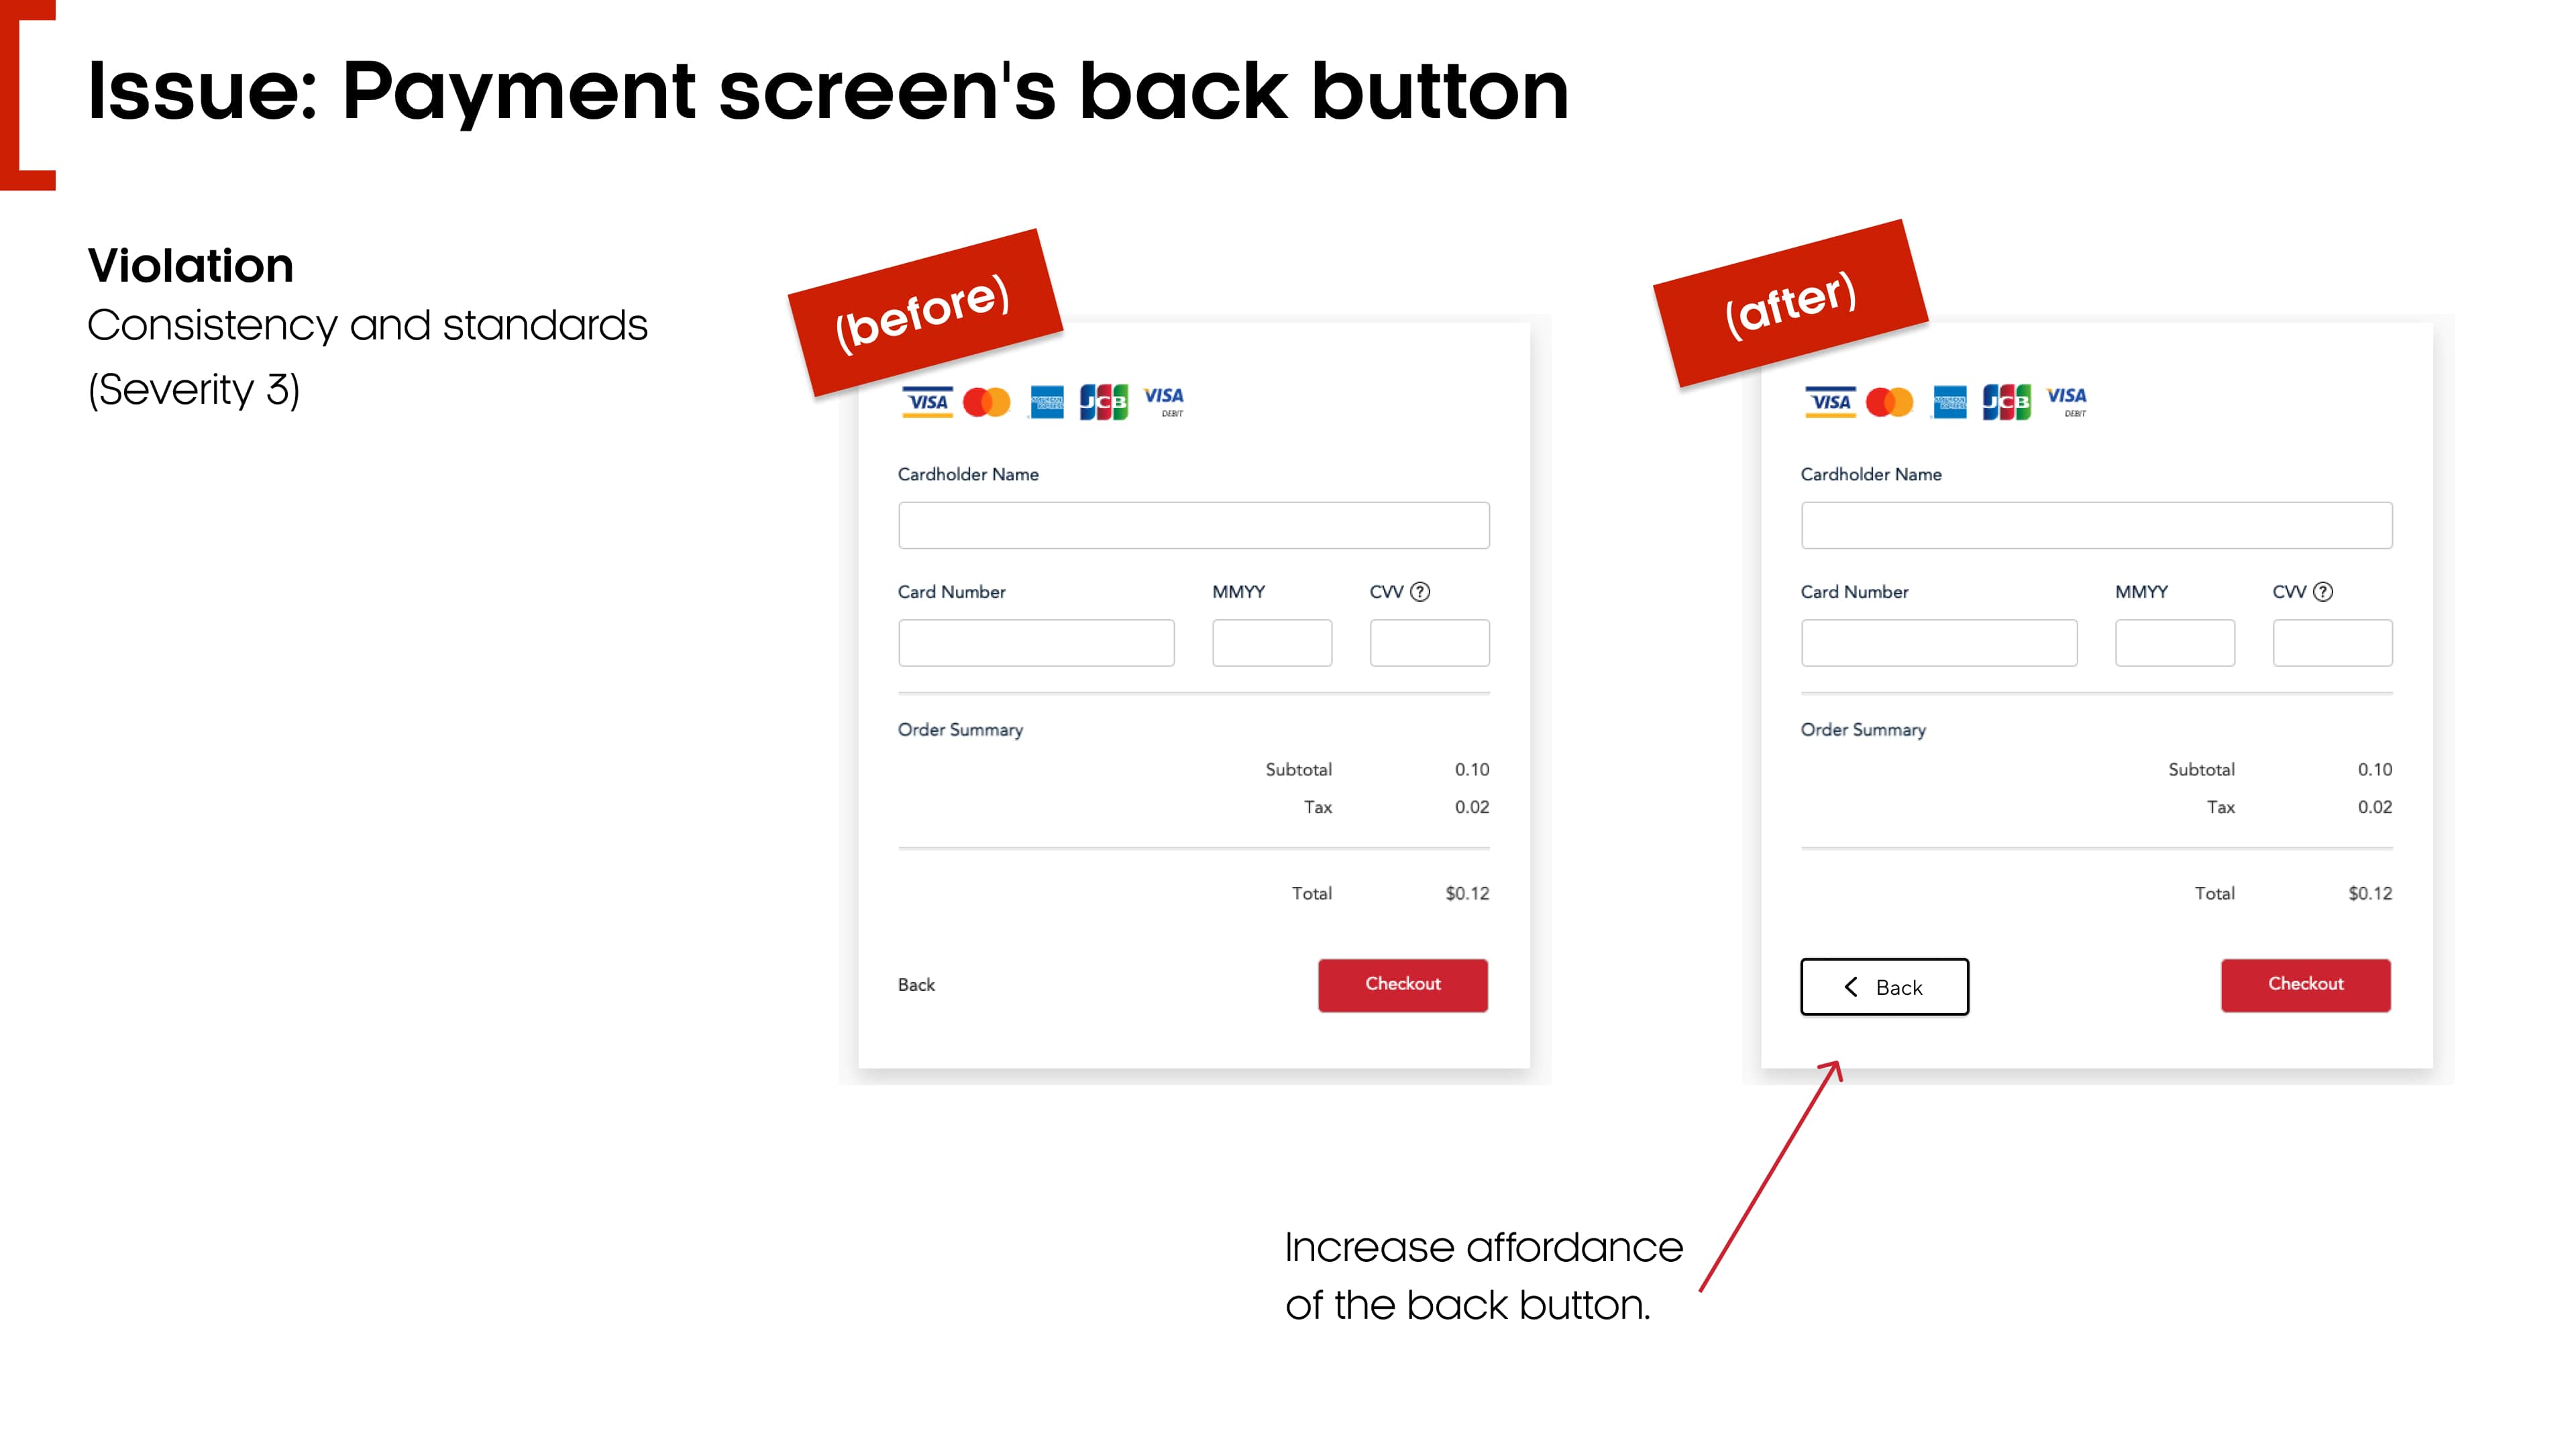 Issue: Payment screen's back button
Violation
Consistency and standards
(Severity 3)
(before)
VISA JCB VISA
DEBIT
Cardholder Name
Card Number MMYY CVV ?
Order Summary
Subtotal 0.10
Tax 0.02
Total $0.12
Back Checkout
(after)
VISA JCB VISA
DEBIT
Cardholder Name
Card Number MMYY CVV ?
Order Summary
Subtotal 0.10
Tax 0.02
Total $0.12
Back Checkout
Increase affordance
of the back button.